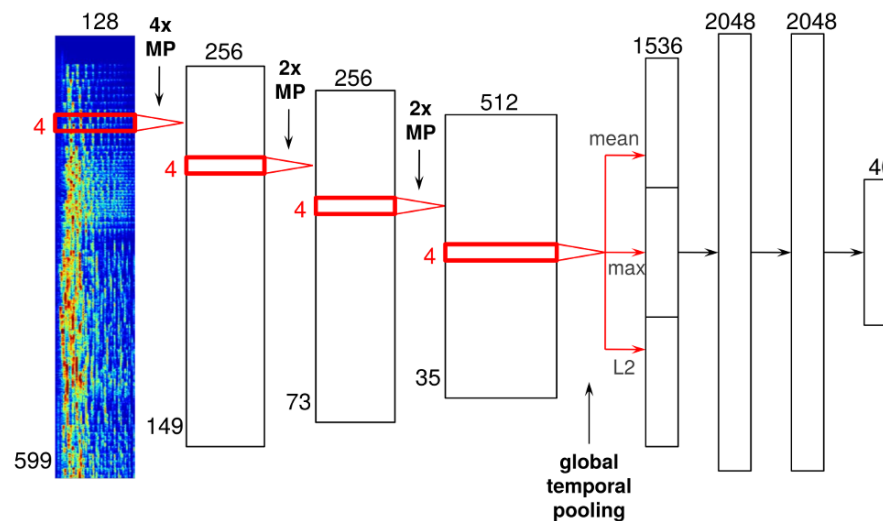 128
4x
MP
256
2x
MP
256
2x
MP
512
1536
2048
2048
4
4
4
4
mean
max
L2
599
149
73
35
global
temporal
pooling